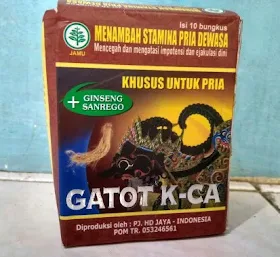 isi 10 bungkus
MENAMBAH STAMINA PRIA DEWASA
Mencegah dan mengatasi impotensi dan ejakulasi dini
JAMU
KHUSUS UNTUK PRIA
+ GINSENG
SANREGO
GATOT K-CA
Diproduksi oleh : PJ. HD JAYA - INDONESIA
POM TR. 053246561